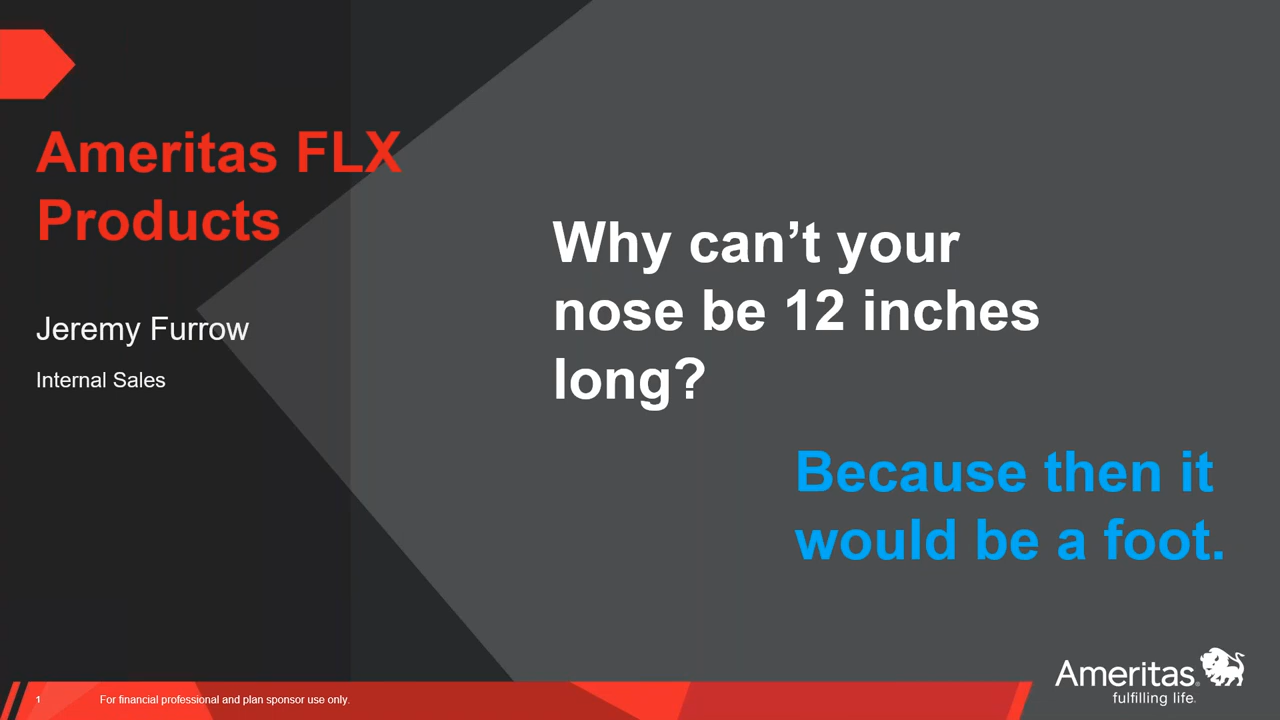 Ameritas FLX
Products
Jeremy Furrow
Internal Sales
Why can’t your
nose be 12 inches
long?
Because then it
would be a foot.
1
For financial professional and plan sponsor use only.
Ameritas®
fulfilling life®